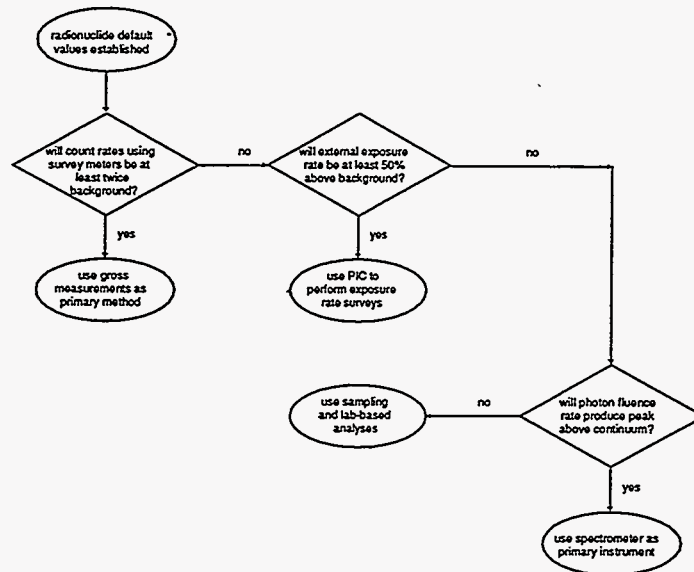 radionuclide default
values established
will count rates using
survey meters be at
least twice
background?
no
will external exposure
rate be at least 50%
above background?
no
yes
use gross
measurements as
primary method
yes
use PIC to
perform exposure
rate surveys
use sampling
and lab-based
analyses
no
will photon fluence
rate produce peak
above continuum?
yes
use spectrometer as
primary instrument